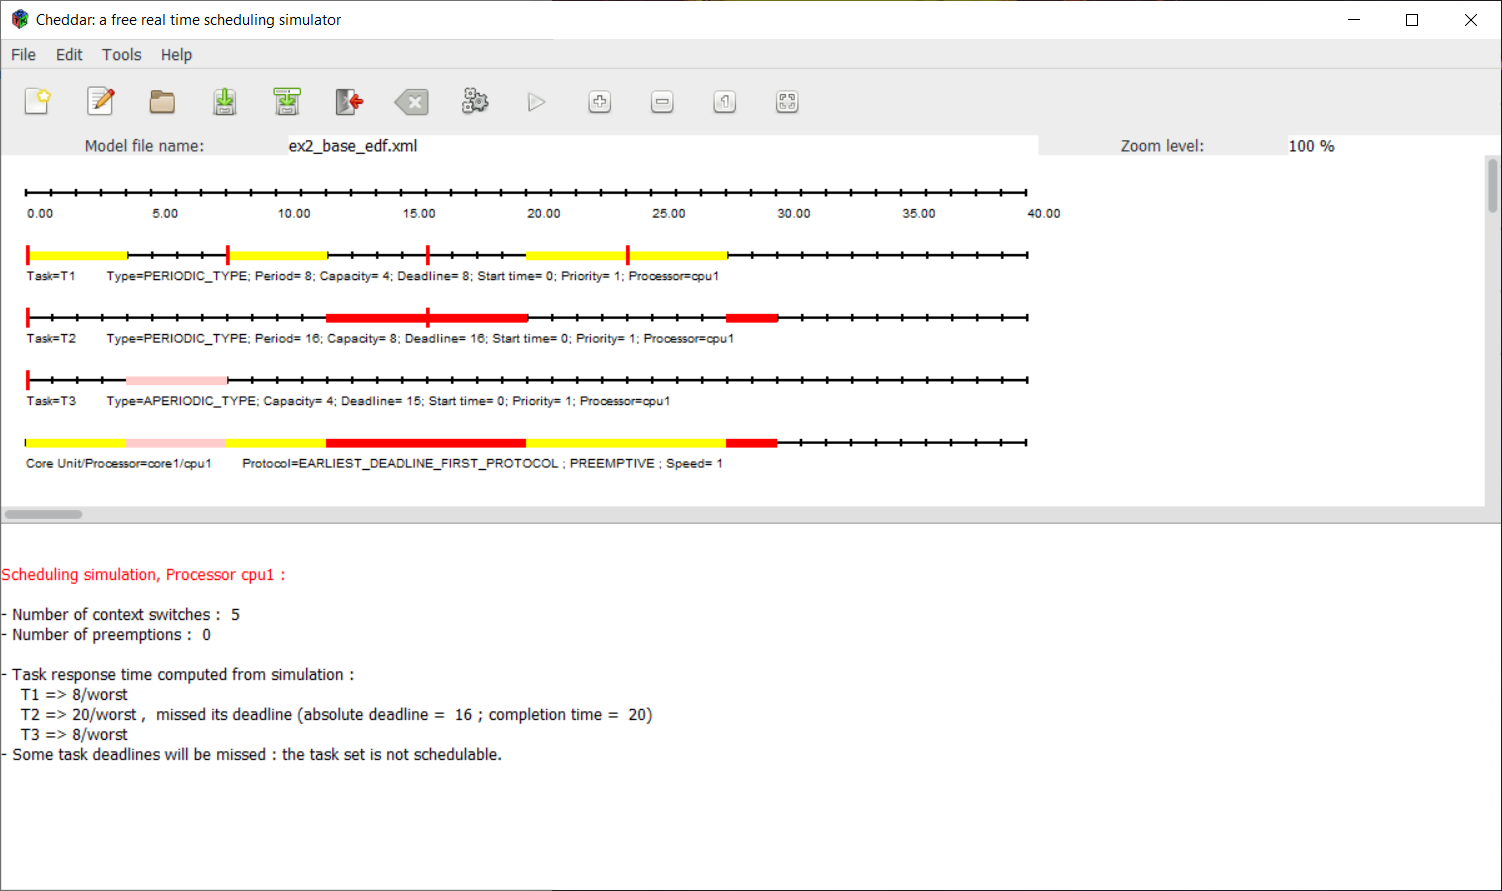 Cheddar: a free real time scheduling simulator
File Edit Tools Help
Model file name: ex2_base_edf.xml Zoom level: 100 %
0.00 5.00 10.00 15.00 20.00 25.00 30.00 35.00 40.00
Task=T1 Type=PERIODIC_TYPE; Period= 8; Capacity= 4; Deadline= 8; Start time= 0; Priority= 1; Processor=cpu1
Task=T2 Type=PERIODIC_TYPE; Period= 16; Capacity= 8; Deadline= 16; Start time= 0; Priority= 1; Processor=cpu1
Task=T3 Type=APERIODIC_TYPE; Capacity= 4; Deadline= 15; Start time= 0; Priority= 1; Processor=cpu1
Core Unit/Processor=core1/cpu1 Protocol=EARLIEST_DEADLINE_FIRST_PROTOCOL ; PREEMPTIVE ; Speed= 1
Scheduling simulation, Processor cpu1 :
- Number of context switches : 5
- Number of preemptions : 0
- Task response time computed from simulation :
T1 => 8/worst
T2 => 20/worst , missed its deadline (absolute deadline = 16 ; completion time = 20)
T3 => 8/worst
- Some task deadlines will be missed : the task set is not schedulable.